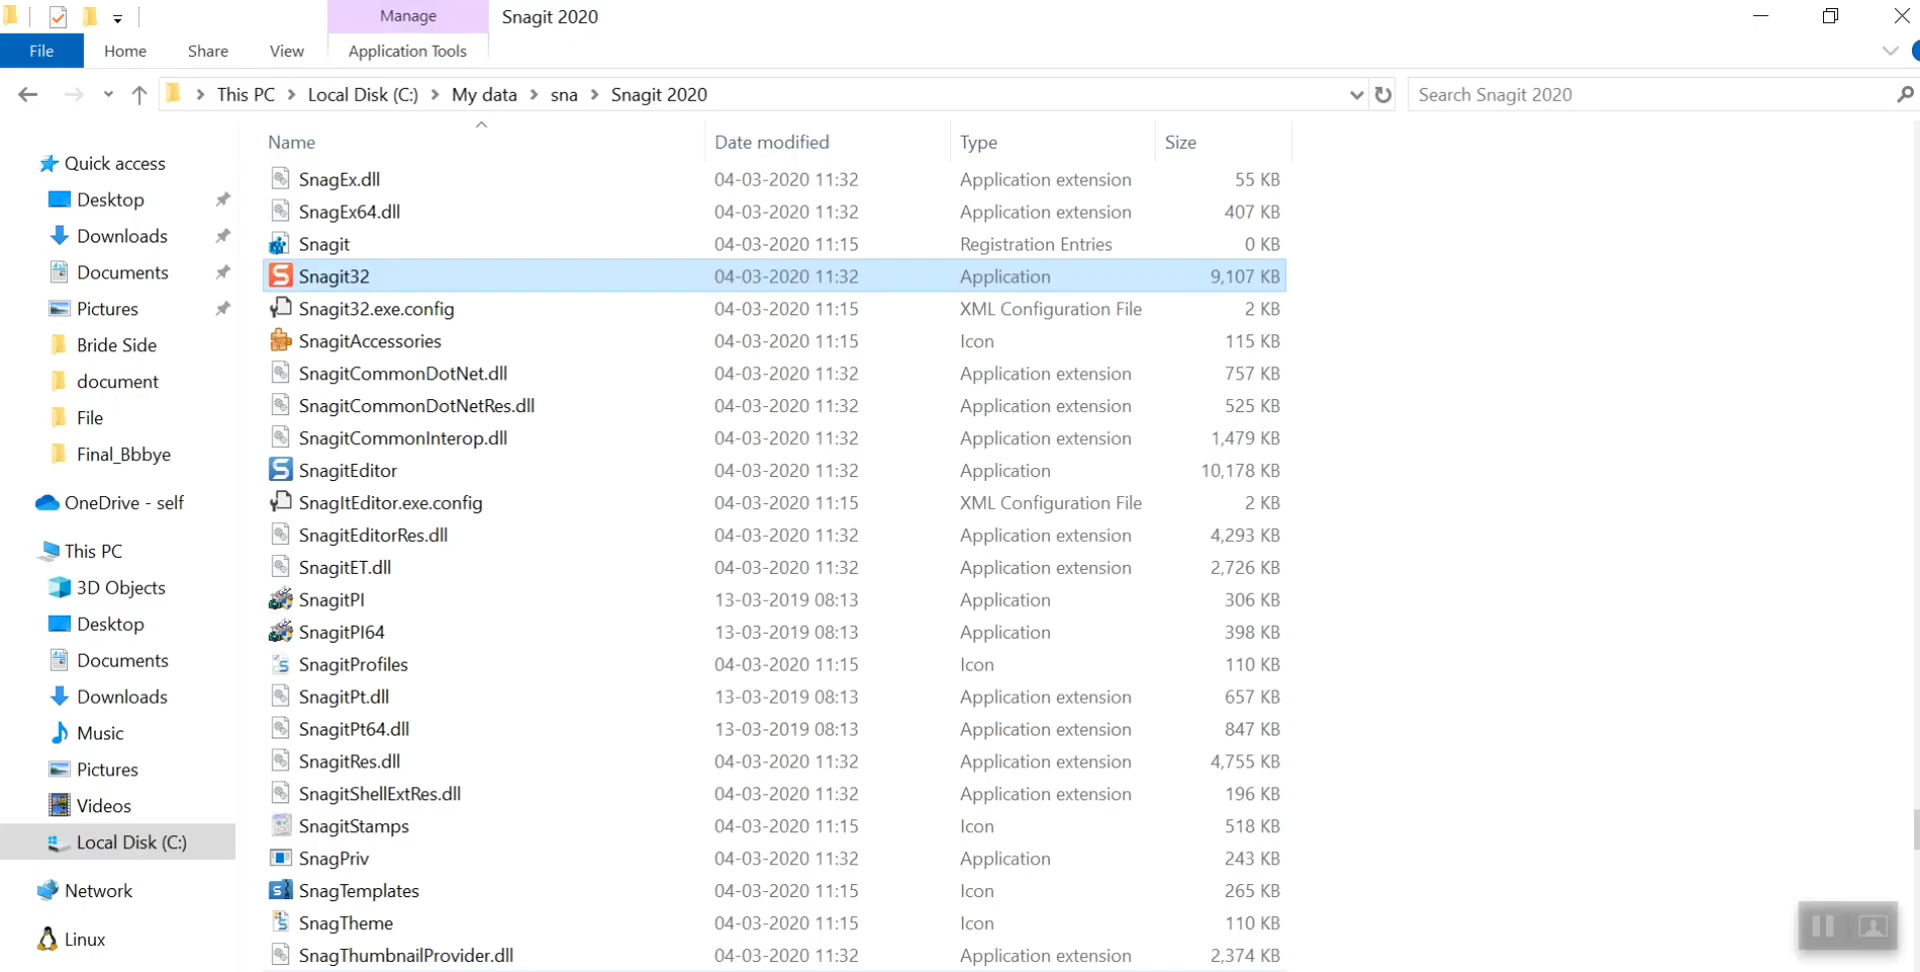 Manage
Snagit 2020
File
Home
Share
View
Application Tools
This PC
Local Disk (C:)
My data
sna
Snagit 2020
Search Snagit 2020
Quick access
Desktop
Downloads
Documents
Pictures
Bride Side
document
File
Final_Bbbye
OneDrive - self
This PC
3D Objects
Desktop
Documents
Downloads
Music
Pictures
Videos
Local Disk (C:)
Network
Linux
Name Date modified Type Size
SnagEx.dll 04-03-2020 11:32 Application extension 55 KB
SnagEx64.dll 04-03-2020 11:32 Application extension 407 KB
Snagit 04-03-2020 11:15 Registration Entries 0 KB
Snagit32 04-03-2020 11:32 Application 9,107 KB
Snagit32.exe.config 04-03-2020 11:15 XML Configuration File 2 KB
SnagitAccessories 04-03-2020 11:15 Icon 115 KB
SnagitCommonDotNet.dll 04-03-2020 11:32 Application extension 757 KB
SnagitCommonDotNetRes.dll 04-03-2020 11:32 Application extension 525 KB
SnagitCommonInterop.dll 04-03-2020 11:32 Application extension 1,479 KB
SnagitEditor 04-03-2020 11:32 Application 10,178 KB
SnagItEditor.exe.config 04-03-2020 11:15 XML Configuration File 2 KB
SnagitEditorRes.dll 04-03-2020 11:32 Application extension 4,293 KB
SnagitET.dll 04-03-2020 11:32 Application extension 2,726 KB
SnagitPI 13-03-2019 08:13 Application 306 KB
SnagitPI64 13-03-2019 08:13 Application 398 KB
SnagitProfiles 04-03-2020 11:15 Icon 110 KB
SnagitPt.dll 13-03-2019 08:13 Application extension 657 KB
SnagitPt64.dll 13-03-2019 08:13 Application extension 847 KB
SnagitRes.dll 04-03-2020 11:32 Application extension 4,755 KB
SnagitShellExtRes.dll 04-03-2020 11:32 Application extension 196 KB
SnagitStamps 04-03-2020 11:15 Icon 518 KB
SnagPriv 04-03-2020 11:32 Application 243 KB
SnagTemplates 04-03-2020 11:15 Icon 265 KB
SnagTheme 04-03-2020 11:15 Icon 110 KB
SnagThumbnailProvider.dll 04-03-2020 11:32 Application extension 2,374 KB